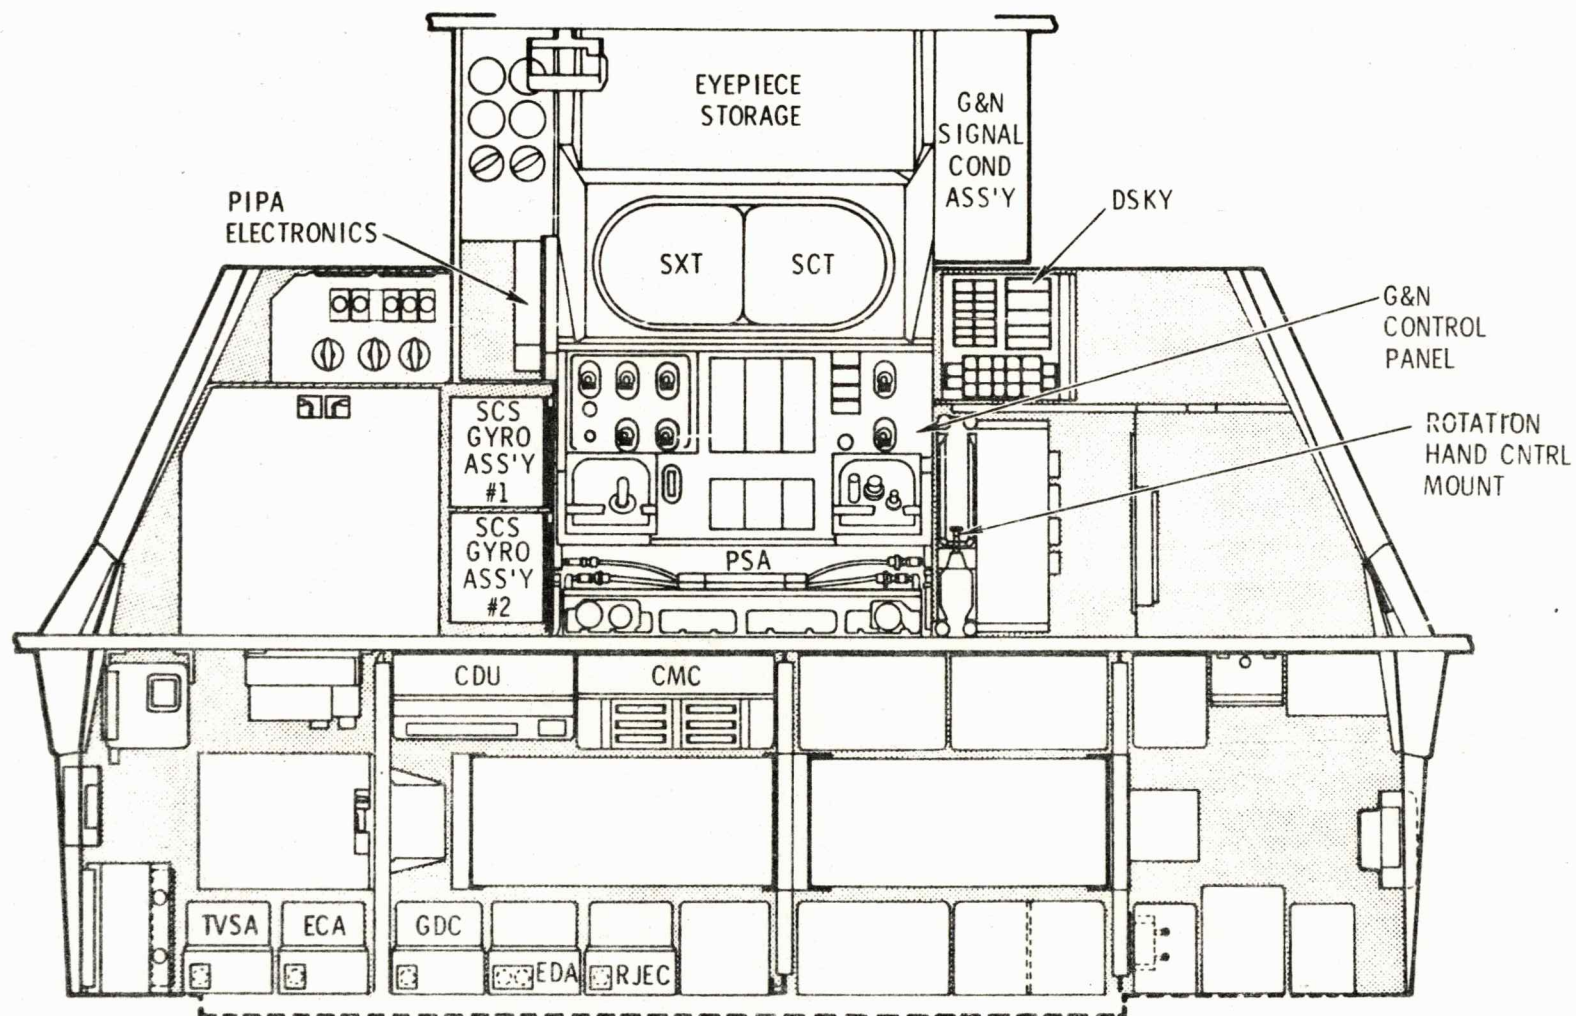 EYEPIECE
STORAGE
G&N
SIGNAL
COND
ASS'Y
PIPA
ELECTRONICS
DSKY
SXT
SCT
G&N
CONTROL
PANEL
SCS
GYRO
ASS'Y
#1
ROTATION
HAND CNTRL
MOUNT
SCS
GYRO
ASS'Y
#2
PSA
CDU
CMC
TVSA
ECA
GDC
EDA
RJEC